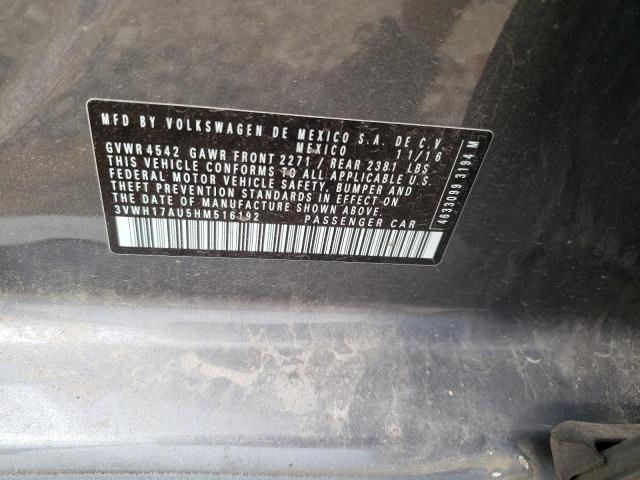 MFD BY VOLKSWAGEN DE MEXICO S.A. DE C.V.
MEXICO 11/16
GVWR 4542 GAWR FRONT 2271 / REAR 2381 LBS
THIS VEHICLE CONFORMS TO ALL APPLICABLE U.S.
FEDERAL MOTOR VEHICLE SAFETY, BUMPER AND
THEFT PREVENTION STANDARDS IN EFFECT ON
THE DATE OF MANUFACTURE SHOWN ABOVE.
3VWH17AU5HM516192 PASSENGER CAR
4693099 3194 M